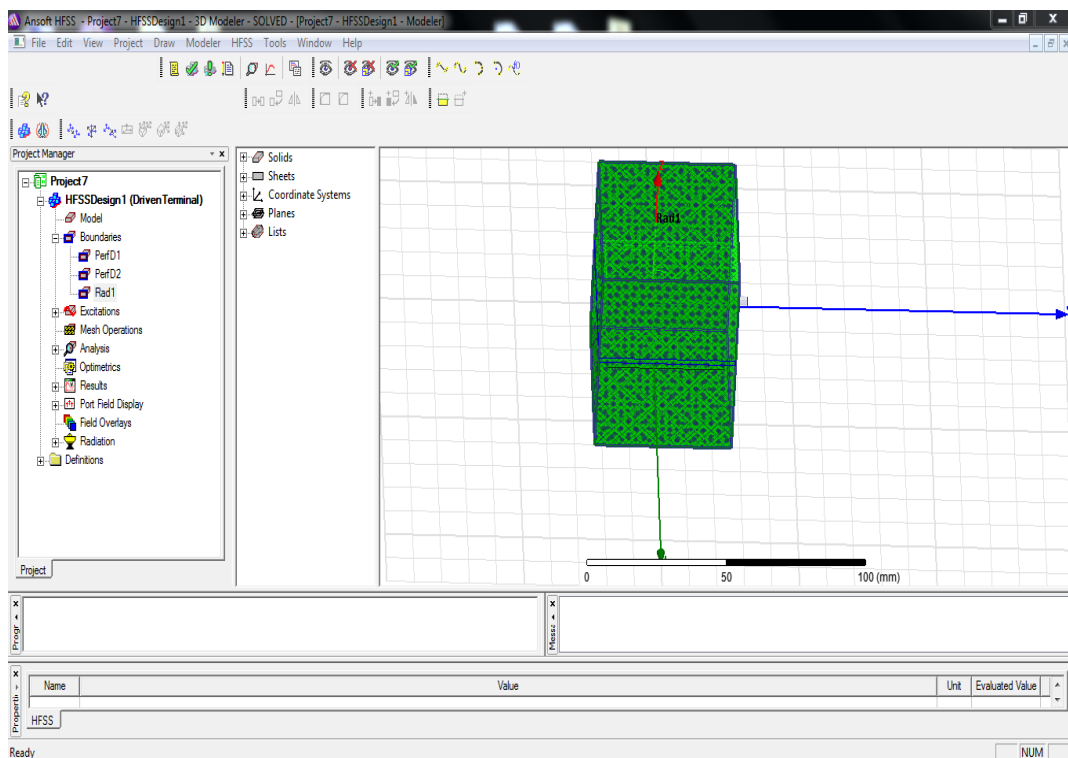 Ansoft HFSS - Project7 - HFSSDesign1 - 3D Modeler - SOLVED - [Project7 - HFSSDesign1 - Modeler]
File Edit View Project Draw Modeler HFSS Tools Window Help
Project Manager
Project7
HFSSDesign1 (DrivenTerminal)
Model
Boundaries
PerfD1
PerfD2
Rad1
Excitations
Mesh Operations
Analysis
Optimetrics
Results
Port Field Display
Field Overlays
Radiation
Definitions
Project
Solids
Sheets
Coordinate Systems
Planes
Lists
Rad1
0 50 100 (mm)
Progr
Messa
Properti
Name Value Unit Evaluated Value
HFSS
Ready NUM